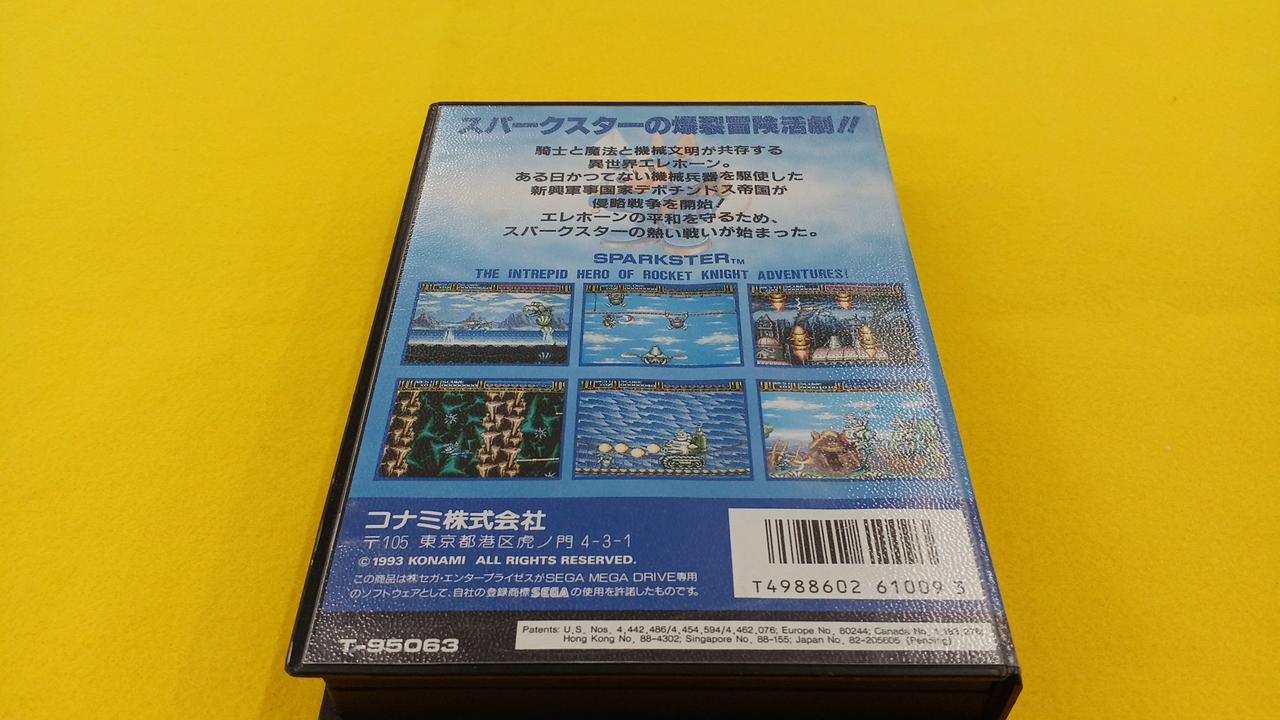 スパークスターの爆裂冒険活劇!!
騎士と魔法と機械文明が共存する
異世界エレホーン。
ある日かつてない機械兵器を駆使した
新興軍事国家デボチンドス帝国が
侵略戦争を開始!
エレホーンの平和を守るため、
スパークスターの熱い戦いが始まった。
SPARKSTER™
THE INTREPID HERO OF ROCKET KNIGHT ADVENTURES!
コナミ株式会社
〒105 東京都港区虎ノ門 4-3-1
©1993 KONAMI ALL RIGHTS RESERVED.
この商品は㈱セガ・エンタープライゼスがSEGA MEGA DRIVE専用
のソフトウェアとして、自社の登録商標SEGAの使用を許諾したものです。
T4988602 61009 3
T-95063
Patents: U.S. Nos. 4,442,486/4,454,594/4,462,076; Europe No. 80244; Canada No. 1,183,276;
Hong Kong No. 88-4302; Singapore No. 88-155; Japan No. 82-205605 (Pending)